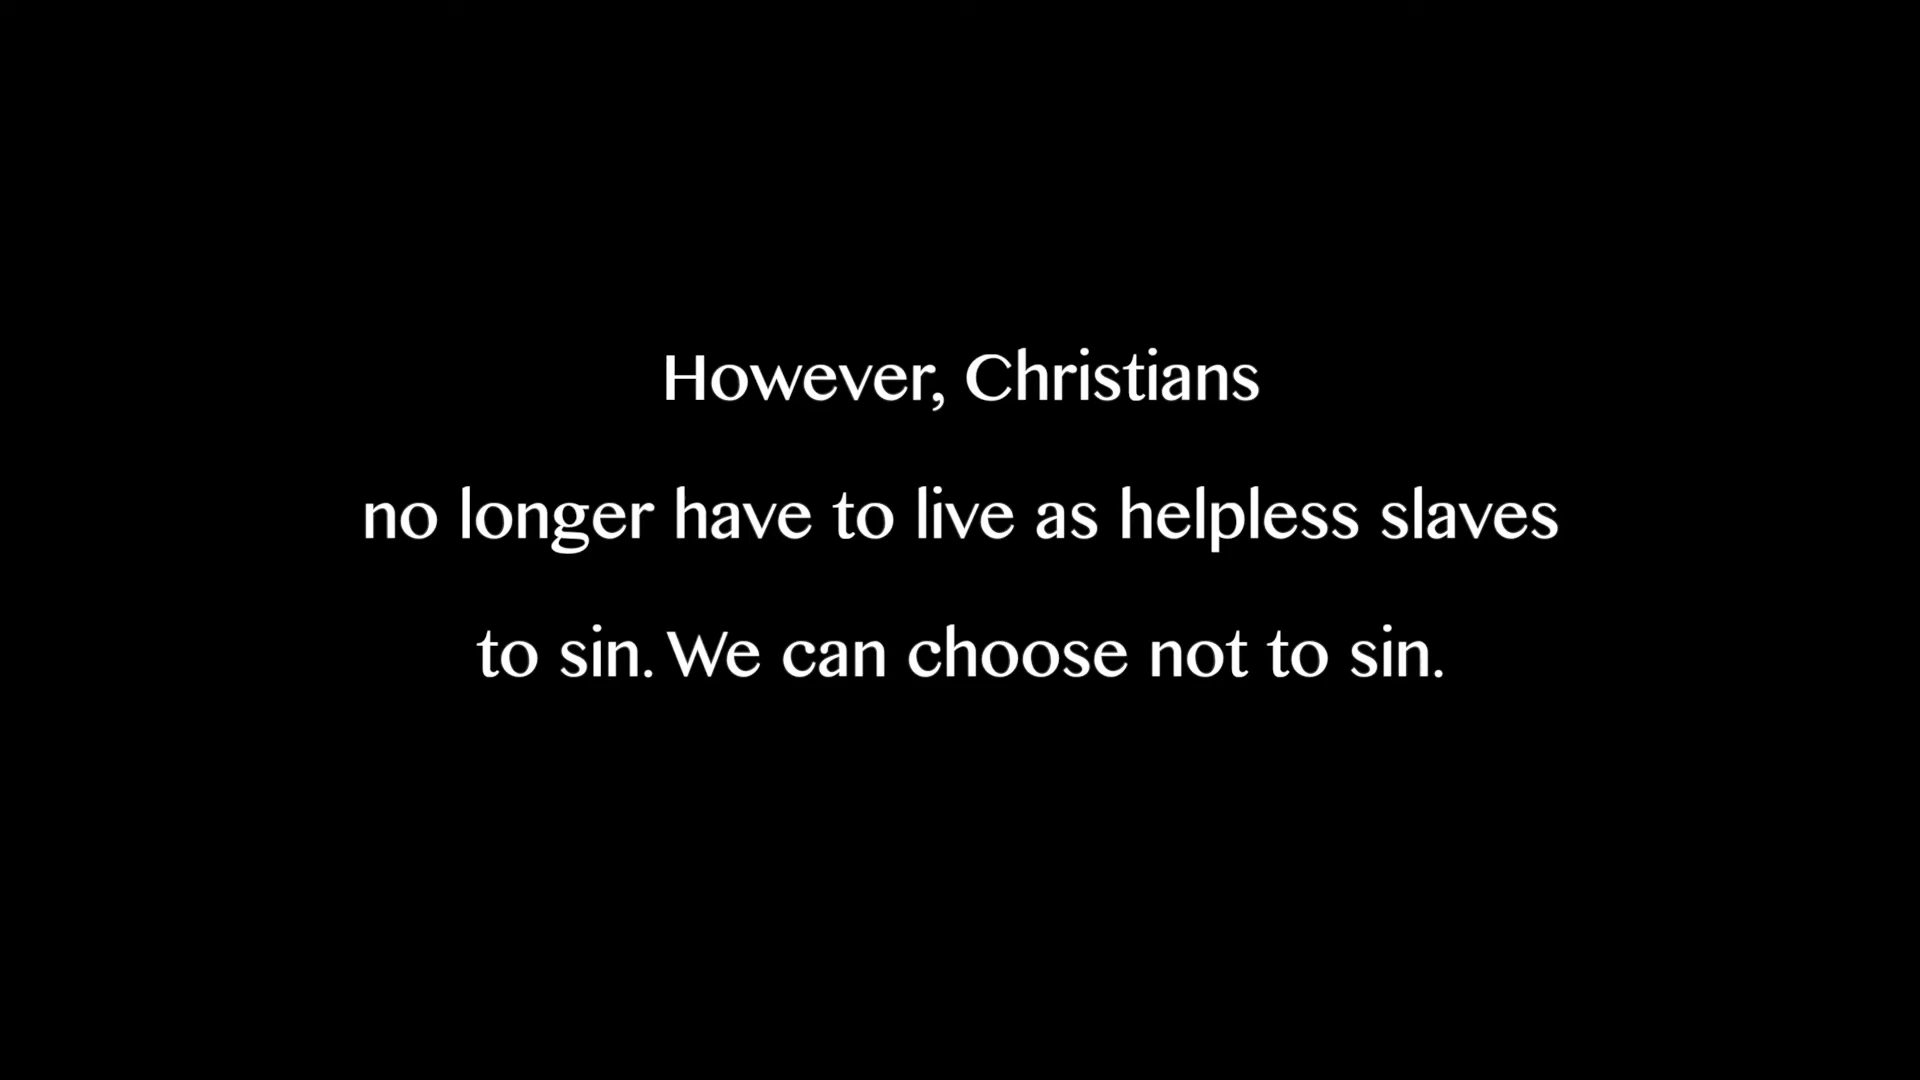 However, Christians
no longer have to live as helpless slaves
to sin. We can choose not to sin.